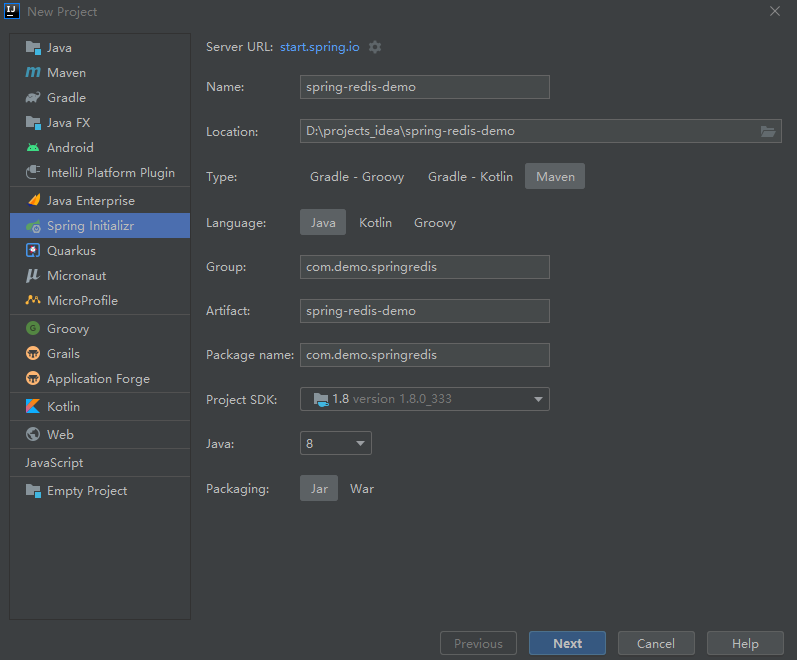 New Project
Java
Maven
Gradle
Java FX
Android
IntelliJ Platform Plugin
Java Enterprise
Spring Initializr
Quarkus
Micronaut
MicroProfile
Groovy
Grails
Application Forge
Kotlin
Web
JavaScript
Empty Project
Server URL: start.spring.io
Name: spring-redis-demo
Location: D:\projects_idea\spring-redis-demo
Type: Gradle - Groovy Gradle - Kotlin Maven
Language: Java Kotlin Groovy
Group: com.demo.springredis
Artifact: spring-redis-demo
Package name: com.demo.springredis
Project SDK: 1.8 version 1.8.0_333
Java: 8
Packaging: Jar War
Previous Next Cancel Help